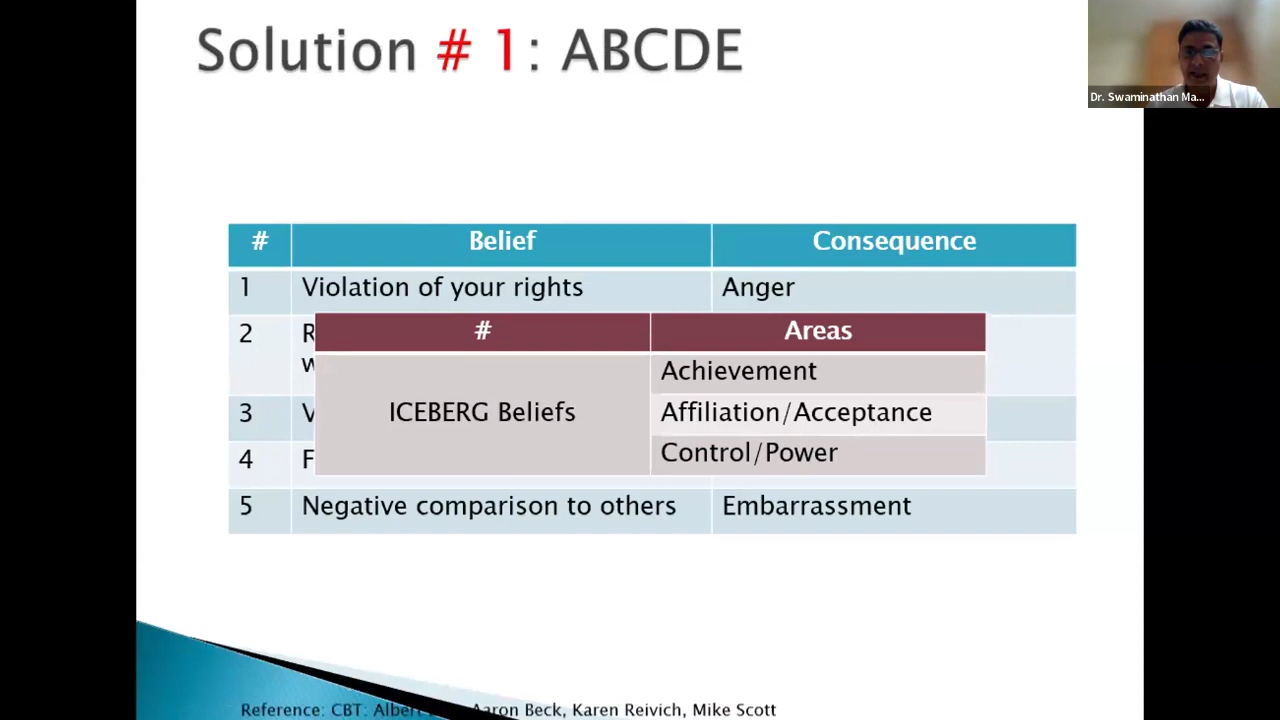 Solution # 1: ABCDE
Dr. Swaminathan Ma...
# Belief Consequence
1 Violation of your rights Anger
2
# Areas
ICEBERG Beliefs
Achievement
Affiliation/Acceptance
Control/Power
3
4
5 Negative comparison to others Embarrassment
Reference: CBT: Albert Aaron Beck, Karen Reivich, Mike Scott